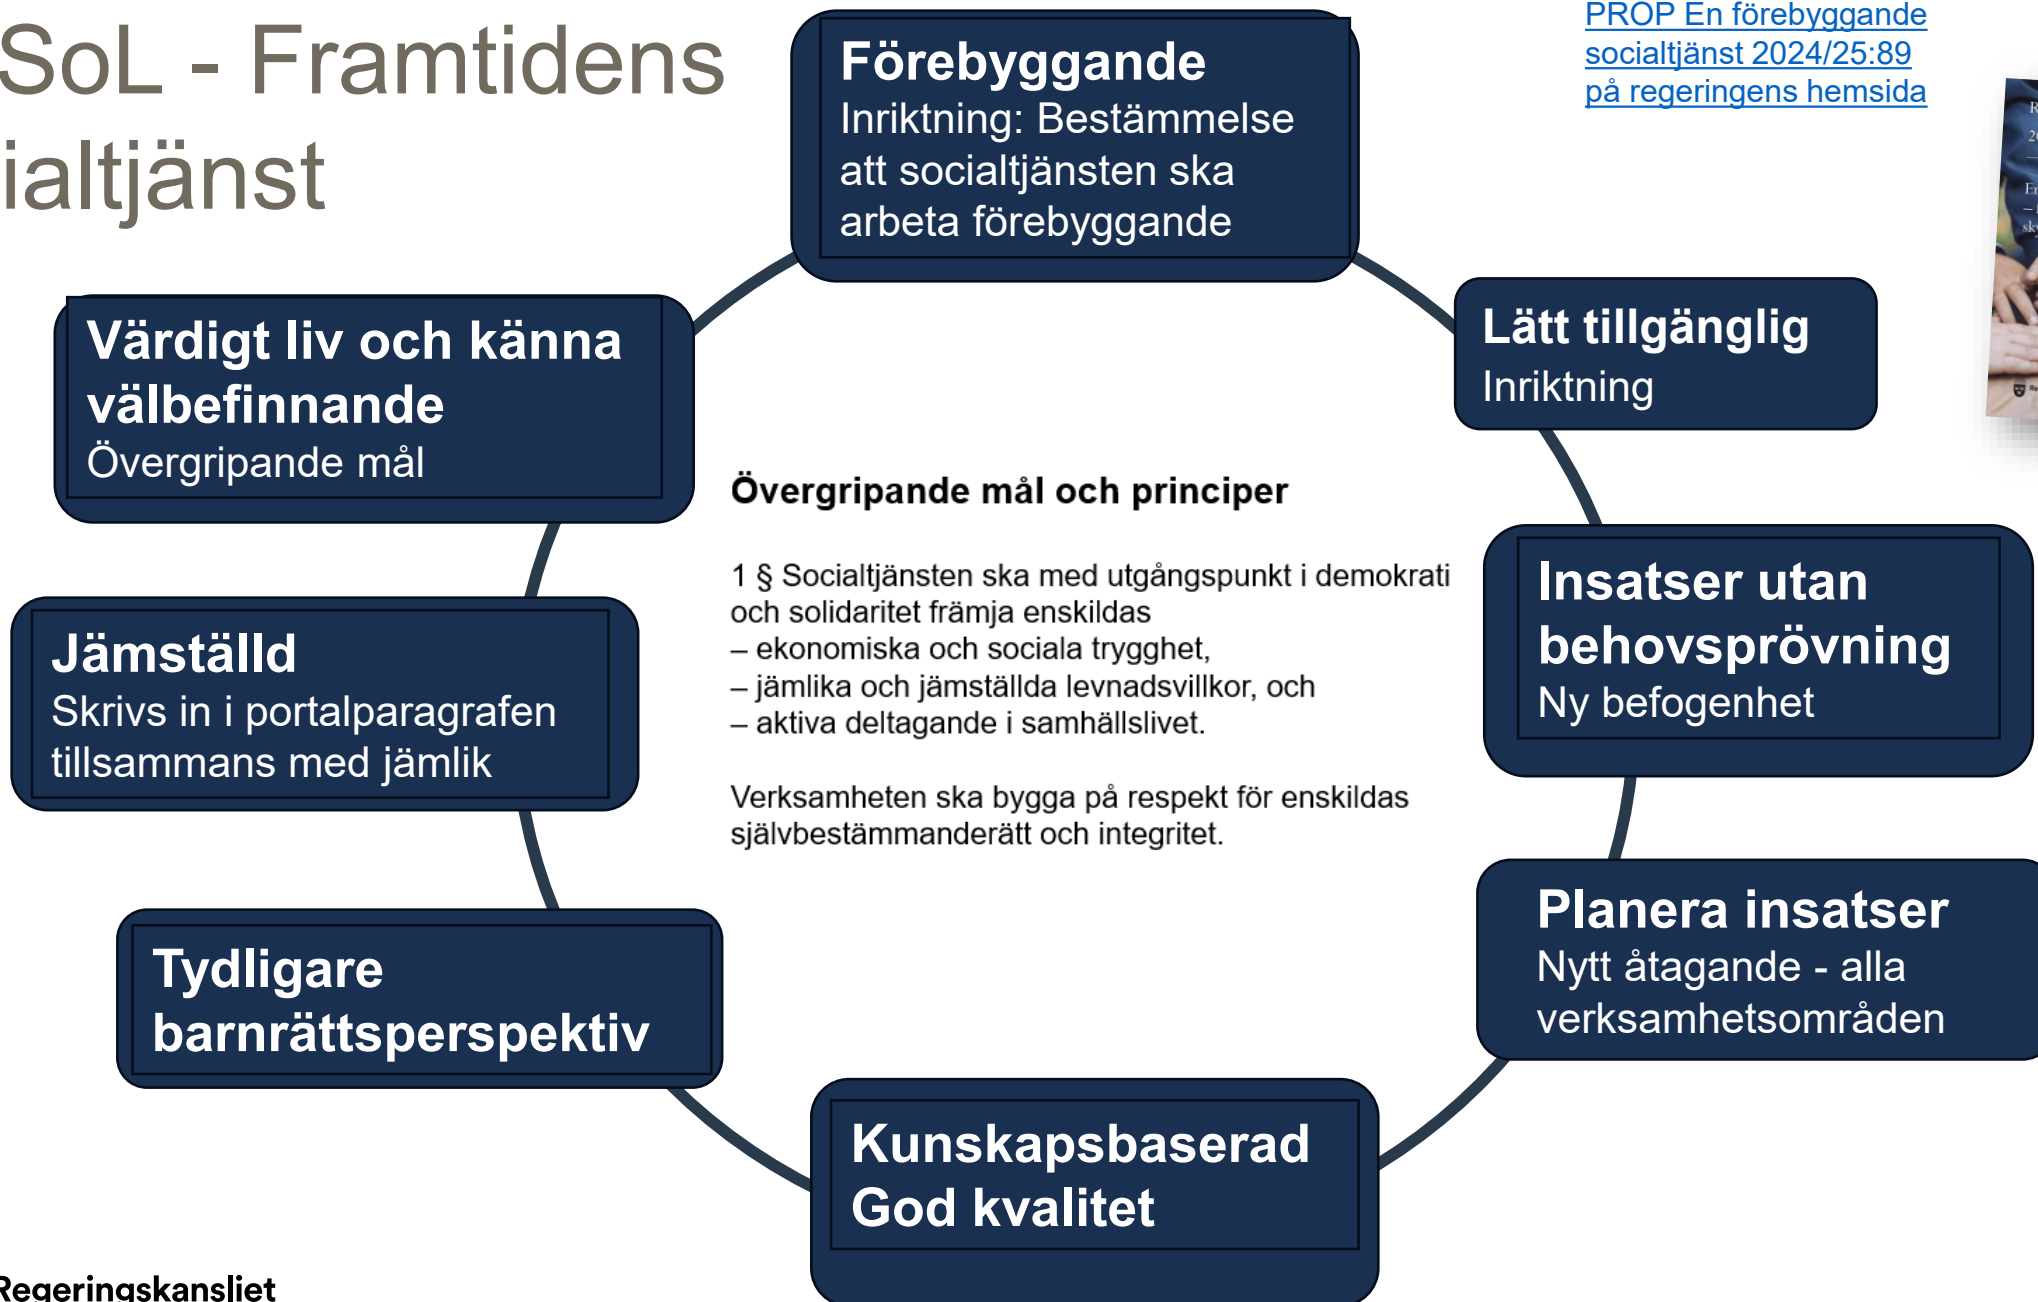 SoL - Framtidens
ialtjänst
PROP En förebyggande
socialtjänst 2024/25:89
på regeringens hemsida
Förebyggande
Inriktning: Bestämmelse
att socialtjänsten ska
arbeta förebyggande
Lätt tillgänglig
Inriktning
Insatser utan
behovsprövning
Ny befogenhet
Planera insatser
Nytt åtagande - alla
verksamhetsområden
Kunskapsbaserad
God kvalitet
Tydligare
barnrättsperspektiv
Jämställd
Skrivs in i portalparagrafen
tillsammans med jämlik
Värdigt liv och känna
välbefinnande
Övergripande mål
Övergripande mål och principer
1 § Socialtjänsten ska med utgångspunkt i demokrati
och solidaritet främja enskildas
– ekonomiska och sociala trygghet,
– jämlika och jämställda levnadsvillkor, och
– aktiva deltagande i samhällslivet.
Verksamheten ska bygga på respekt för enskildas
självbestämmanderätt och integritet.
Regeringskansliet